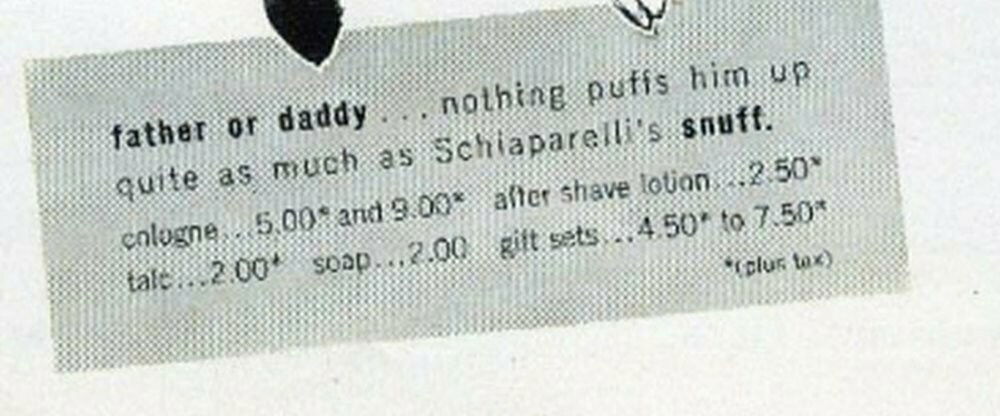 father or daddy...nothing puffs him up
quite as much as Schiaparelli's snuff.
cologne...5.00* and 9.00* after shave lotion...2.50*
talc...2.00* soap...2.00 gift sets...4.50* to 7.50*
*(plus tax)